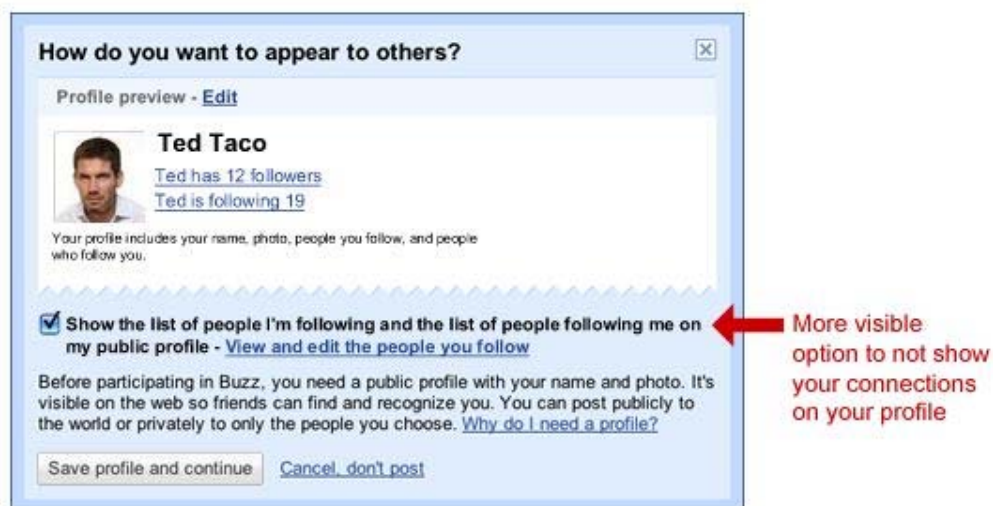 How do you want to appear to others?
Profile preview - Edit
Ted Taco
Ted has 12 followers
Ted is following 19
Your profile includes your name, photo, people you follow, and people
who follow you.
Show the list of people I'm following and the list of people following me on
my public profile - View and edit the people you follow
Before participating in Buzz, you need a public profile with your name and photo. It's
visible on the web so friends can find and recognize you. You can post publicly to
the world or privately to only the people you choose. Why do I need a profile?
Save profile and continue Cancel, don't post
More visible
option to not show
your connections
on your profile